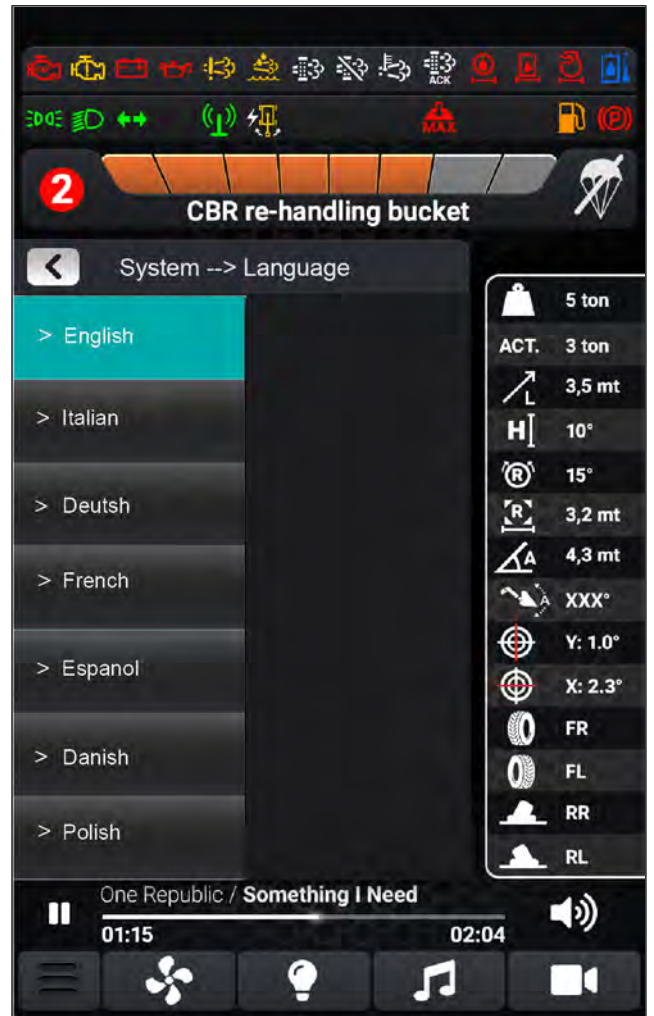 ACK
MAX
2
CBR re-handling bucket
System --> Language
> English
> Italian
> Deutsh
> French
> Espanol
> Danish
> Polish
5 ton
ACT. 3 ton
L 3,5 mt
H 10°
R 15°
R 3,2 mt
A 4,3 mt
A XXX°
Y: 1.0°
X: 2.3°
FR
FL
RR
RL
One Republic / Something I Need
01:15 02:04